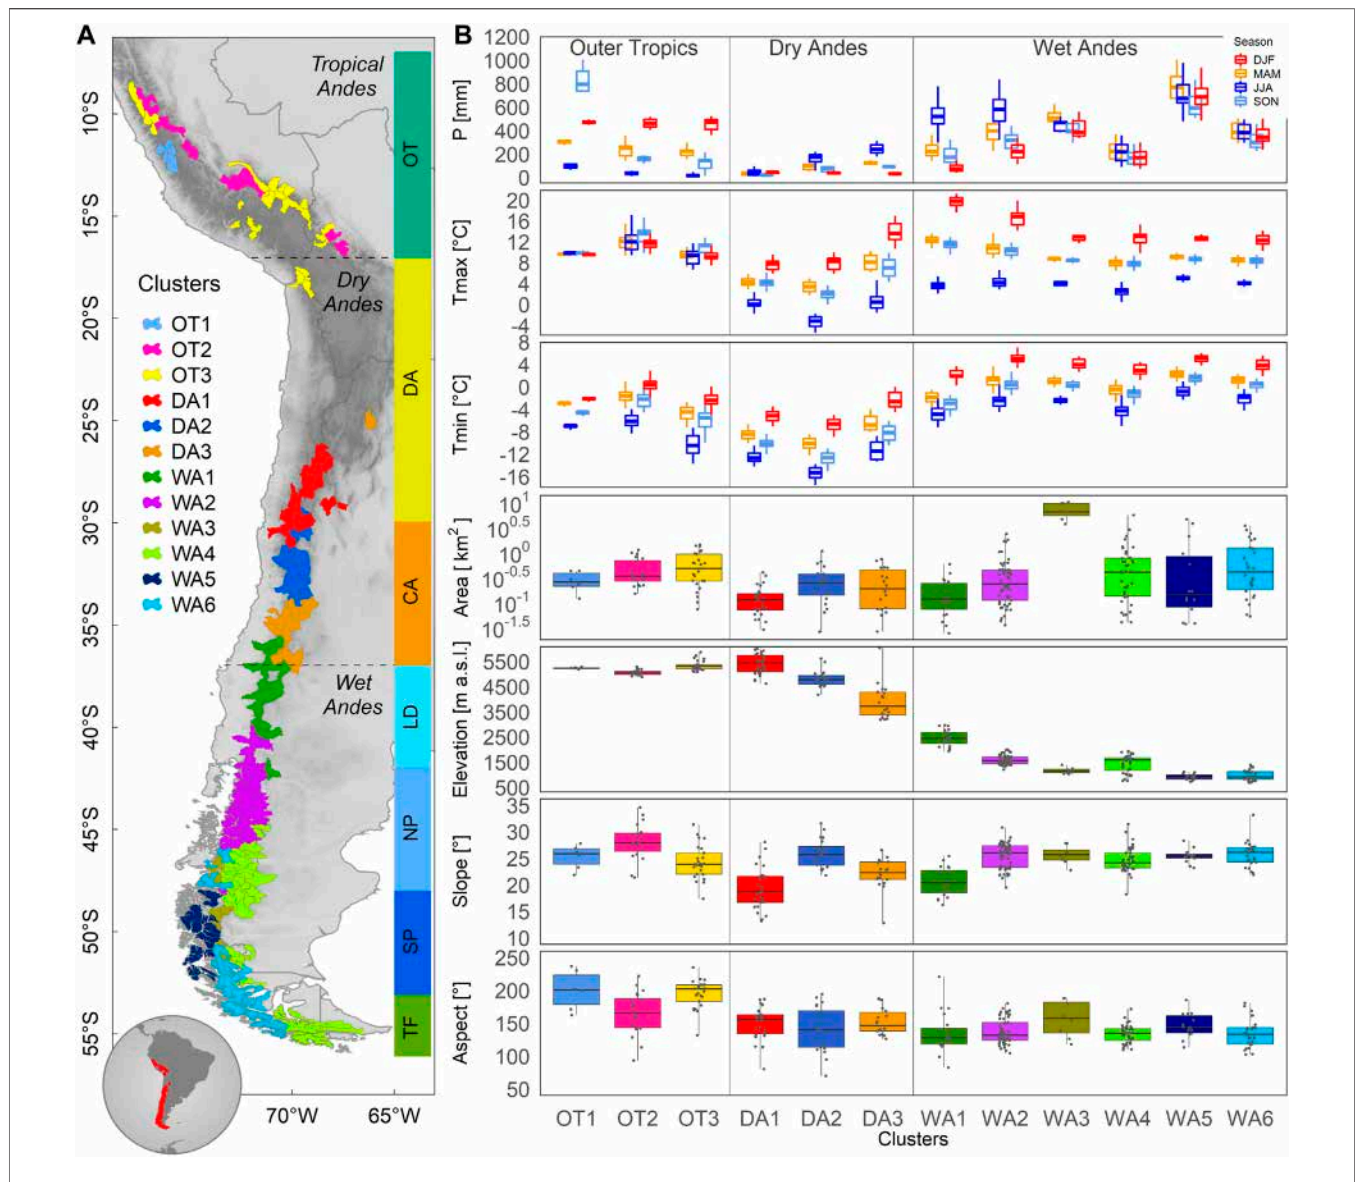 A
Tropical
Andes
10°S
15°S
20°S
25°S
30°S
35°S
40°S
45°S
50°S
55°S
OT
DA
CA
LD
NP
SP
TF
Dry
Andes
Wet
Andes
Clusters
OT1
OT2
OT3
DA1
DA2
DA3
WA1
WA2
WA3
WA4
WA5
WA6
70°W 65°W
B
Outer Tropics Dry Andes Wet Andes
Season
DJF
MAM
JJA
SON
P [mm]
1200
1000
800
600
400
200
0
Tmax [°C]
20
16
12
8
4
0
-4
Tmin [°C]
8
4
0
-4
-8
-12
-16
Area [km²]
10^1
10^0.5
10^0
10^-0.5
10^-1
10^-1.5
Elevation [m a.s.l.]
5500
4500
3500
2500
1500
500
Slope [°]
35
30
25
20
15
10
Aspect [°]
250
200
150
100
50
OT1 OT2 OT3 DA1 DA2 DA3 WA1 WA2 WA3 WA4 WA5 WA6
Clusters